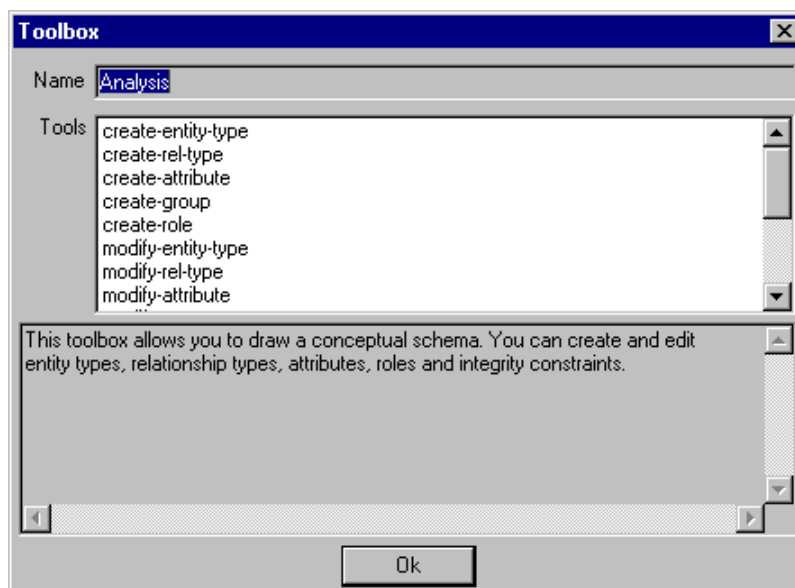 Toolbox
Name Analysis
Tools create-entity-type
create-rel-type
create-attribute
create-group
create-role
modify-entity-type
modify-rel-type
modify-attribute
This toolbox allows you to draw a conceptual schema. You can create and edit
entity types, relationship types, attributes, roles and integrity constraints.
Ok